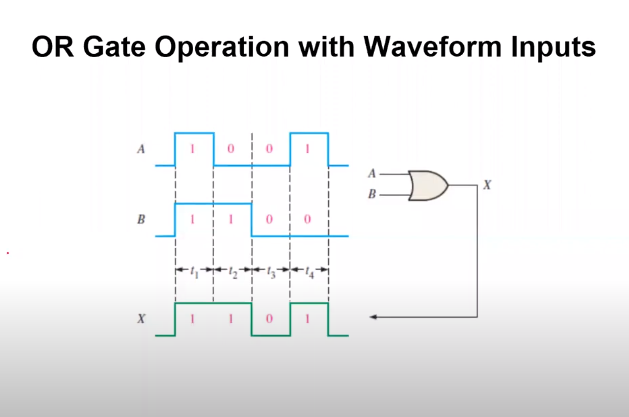 OR Gate Operation with Waveform Inputs
A 1 0 0 1
A
B
X
B 1 1 0 0
t1 t2 t3 t4
X 1 1 0 1